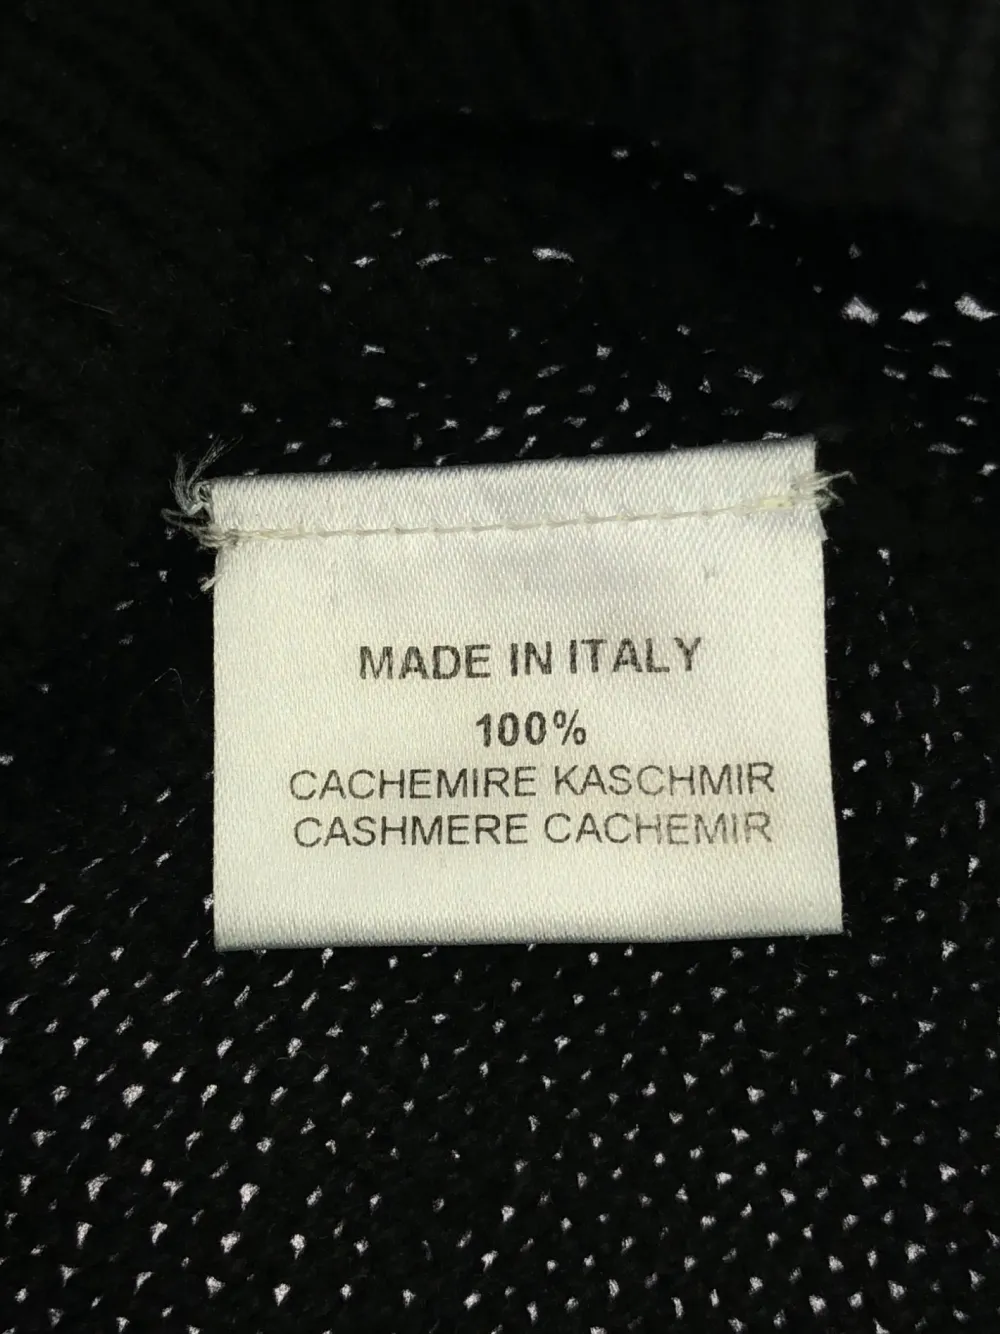 MADE IN ITALY
100%
CACHEMIRE KASCHMIR
CASHMERE CACHEMIR